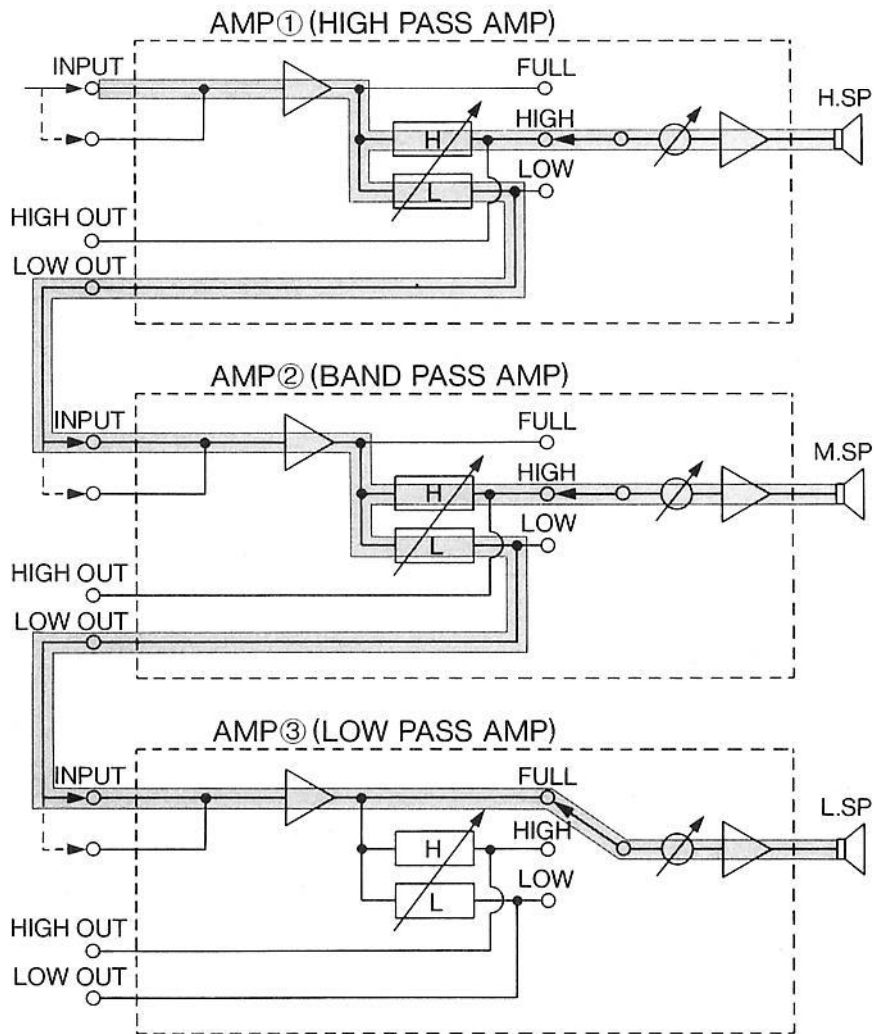 AMP① (HIGH PASS AMP)
INPUT
FULL
H.SP
HIGH
H
LOW
L
HIGH OUT
LOW OUT
AMP② (BAND PASS AMP)
INPUT
FULL
M.SP
HIGH
H
LOW
L
HIGH OUT
LOW OUT
AMP③ (LOW PASS AMP)
INPUT
FULL
L.SP
HIGH
H
LOW
L
HIGH OUT
LOW OUT